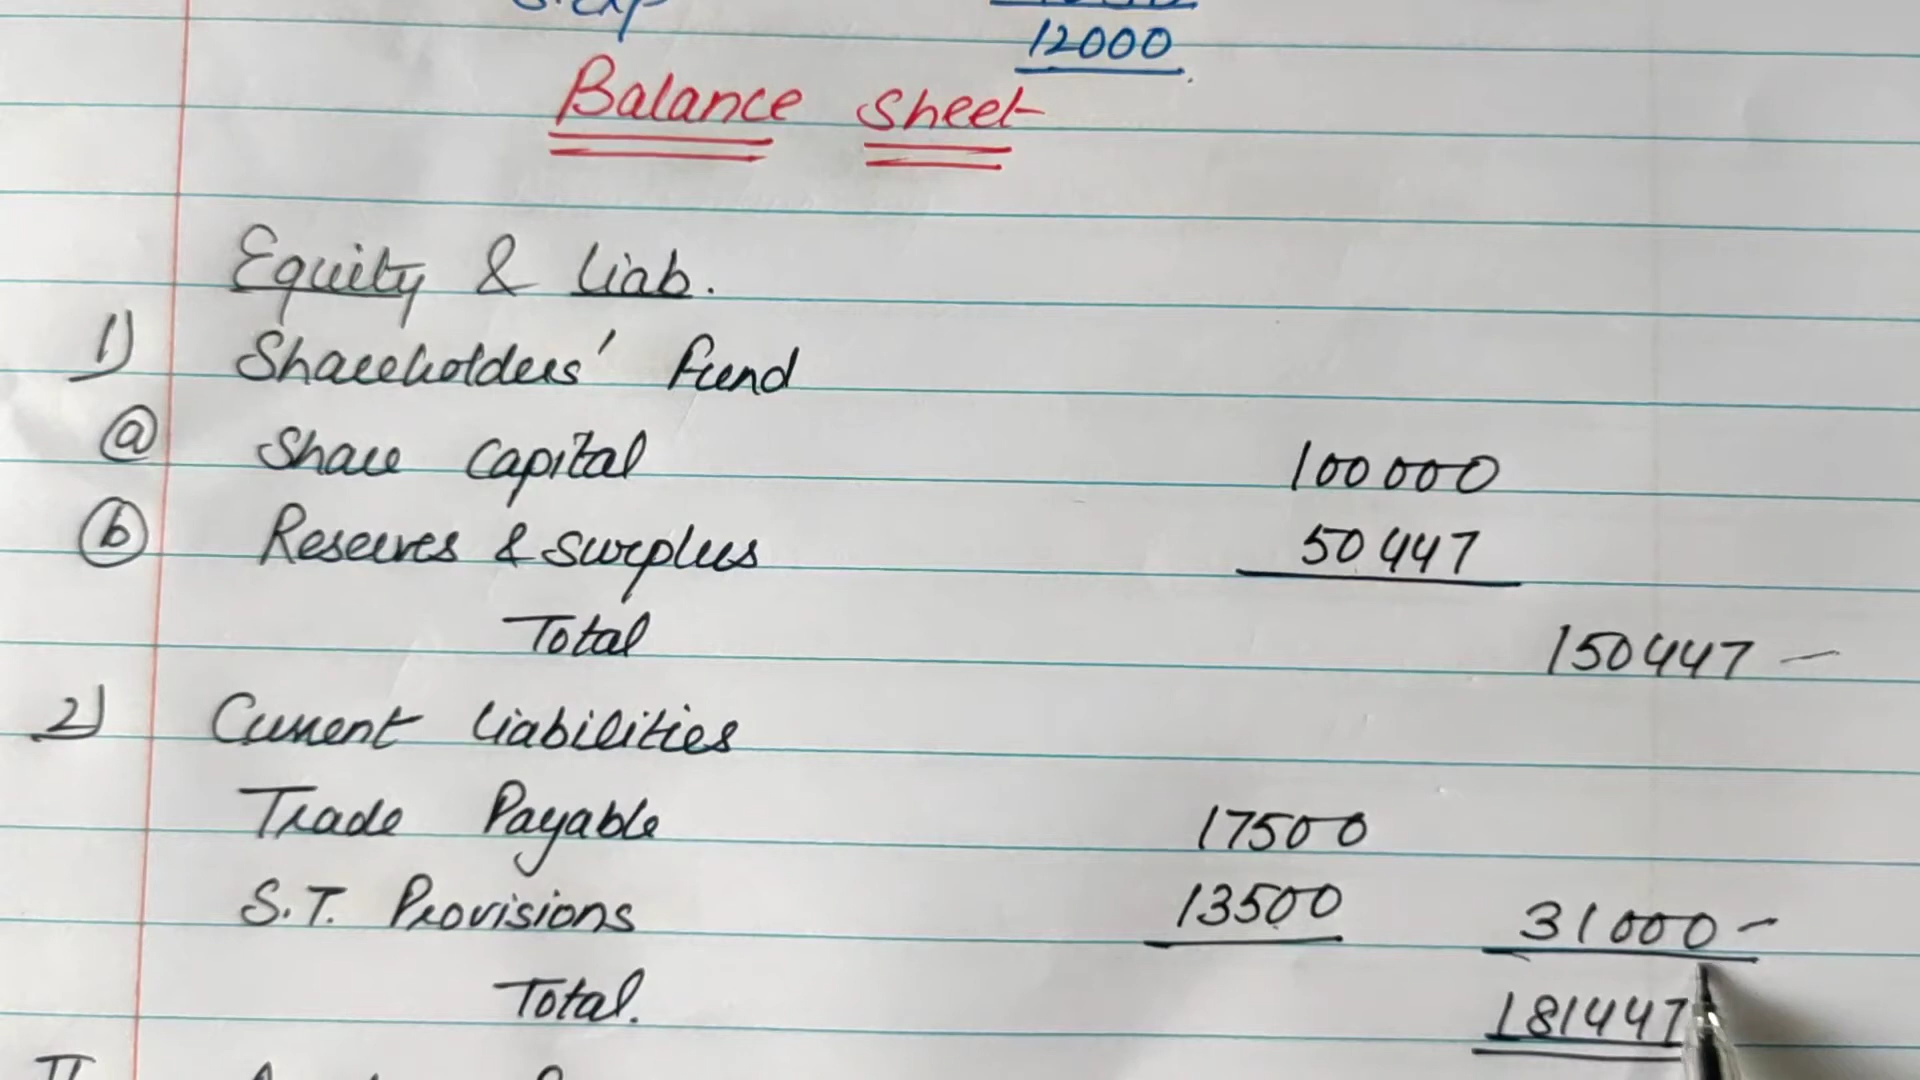 12000
Balance Sheet
Equity & Liab.
1) Shareholders' Fund
a Share Capital 100000
b Reserves & Surplus 50447
Total 150447 —
2) Current Liabilities
Trade Payable 17500
S.T. Provisions 13500 31000 -
Total. 181447
II